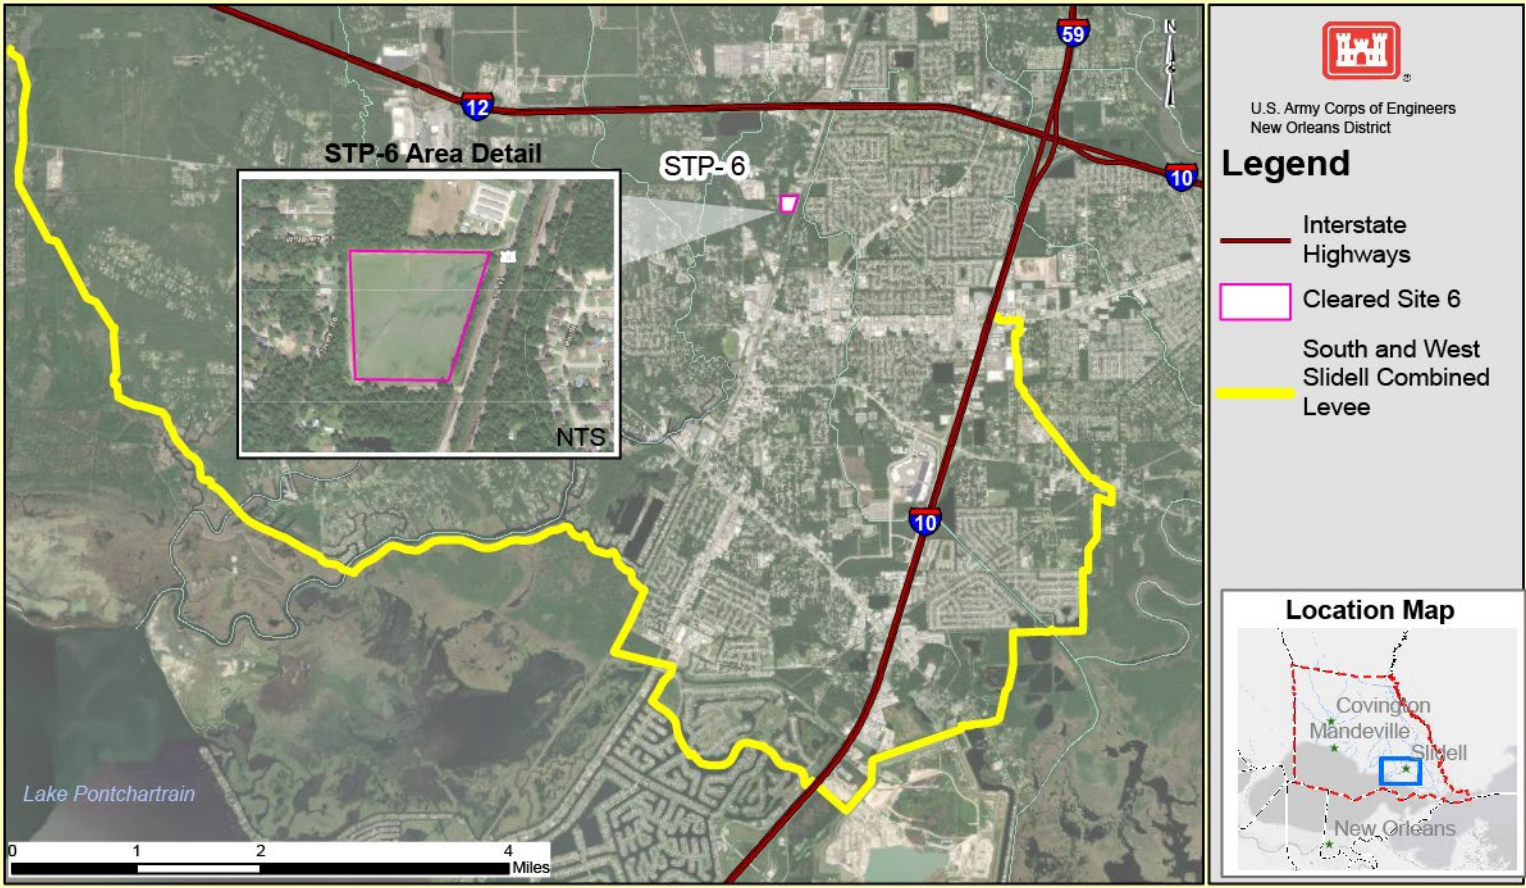 59
N
12
STP-6 Area Detail
STP- 6
10
NTS
10
Lake Pontchartrain
0 1 2 4
Miles
®
U.S. Army Corps of Engineers
New Orleans District
Legend
Interstate
Highways
Cleared Site 6
South and West
Slidell Combined
Levee
Location Map
Covington
Mandeville
Slidell
New Orleans